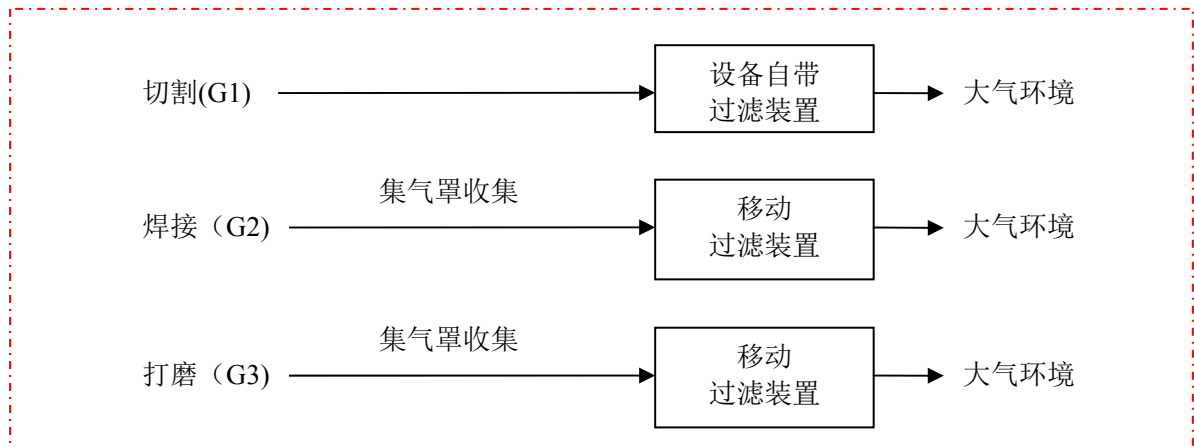 切割(G1)
设备自带
过滤装置
大气环境
集气罩收集
焊接（G2)
移动
过滤装置
大气环境
集气罩收集
打磨（G3)
移动
过滤装置
大气环境